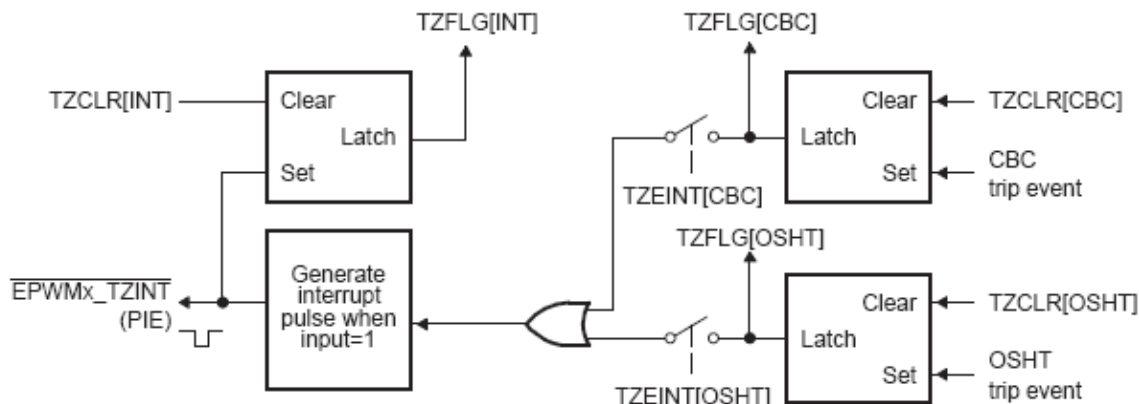 TZFLG[INT]
TZFLG[CBC]
TZCLR[INT]
Clear
Latch
Set
Clear
TZCLR[CBC]
Latch
Set
CBC
trip event
TZEINT[CBC]
TZFLG[OSHT]
EPWMx_TZINT
(PIE)
Generate
interrupt
pulse when
input=1
Clear
TZCLR[OSHT]
Latch
Set
OSHT
trip event
TZEINT[OSHT]